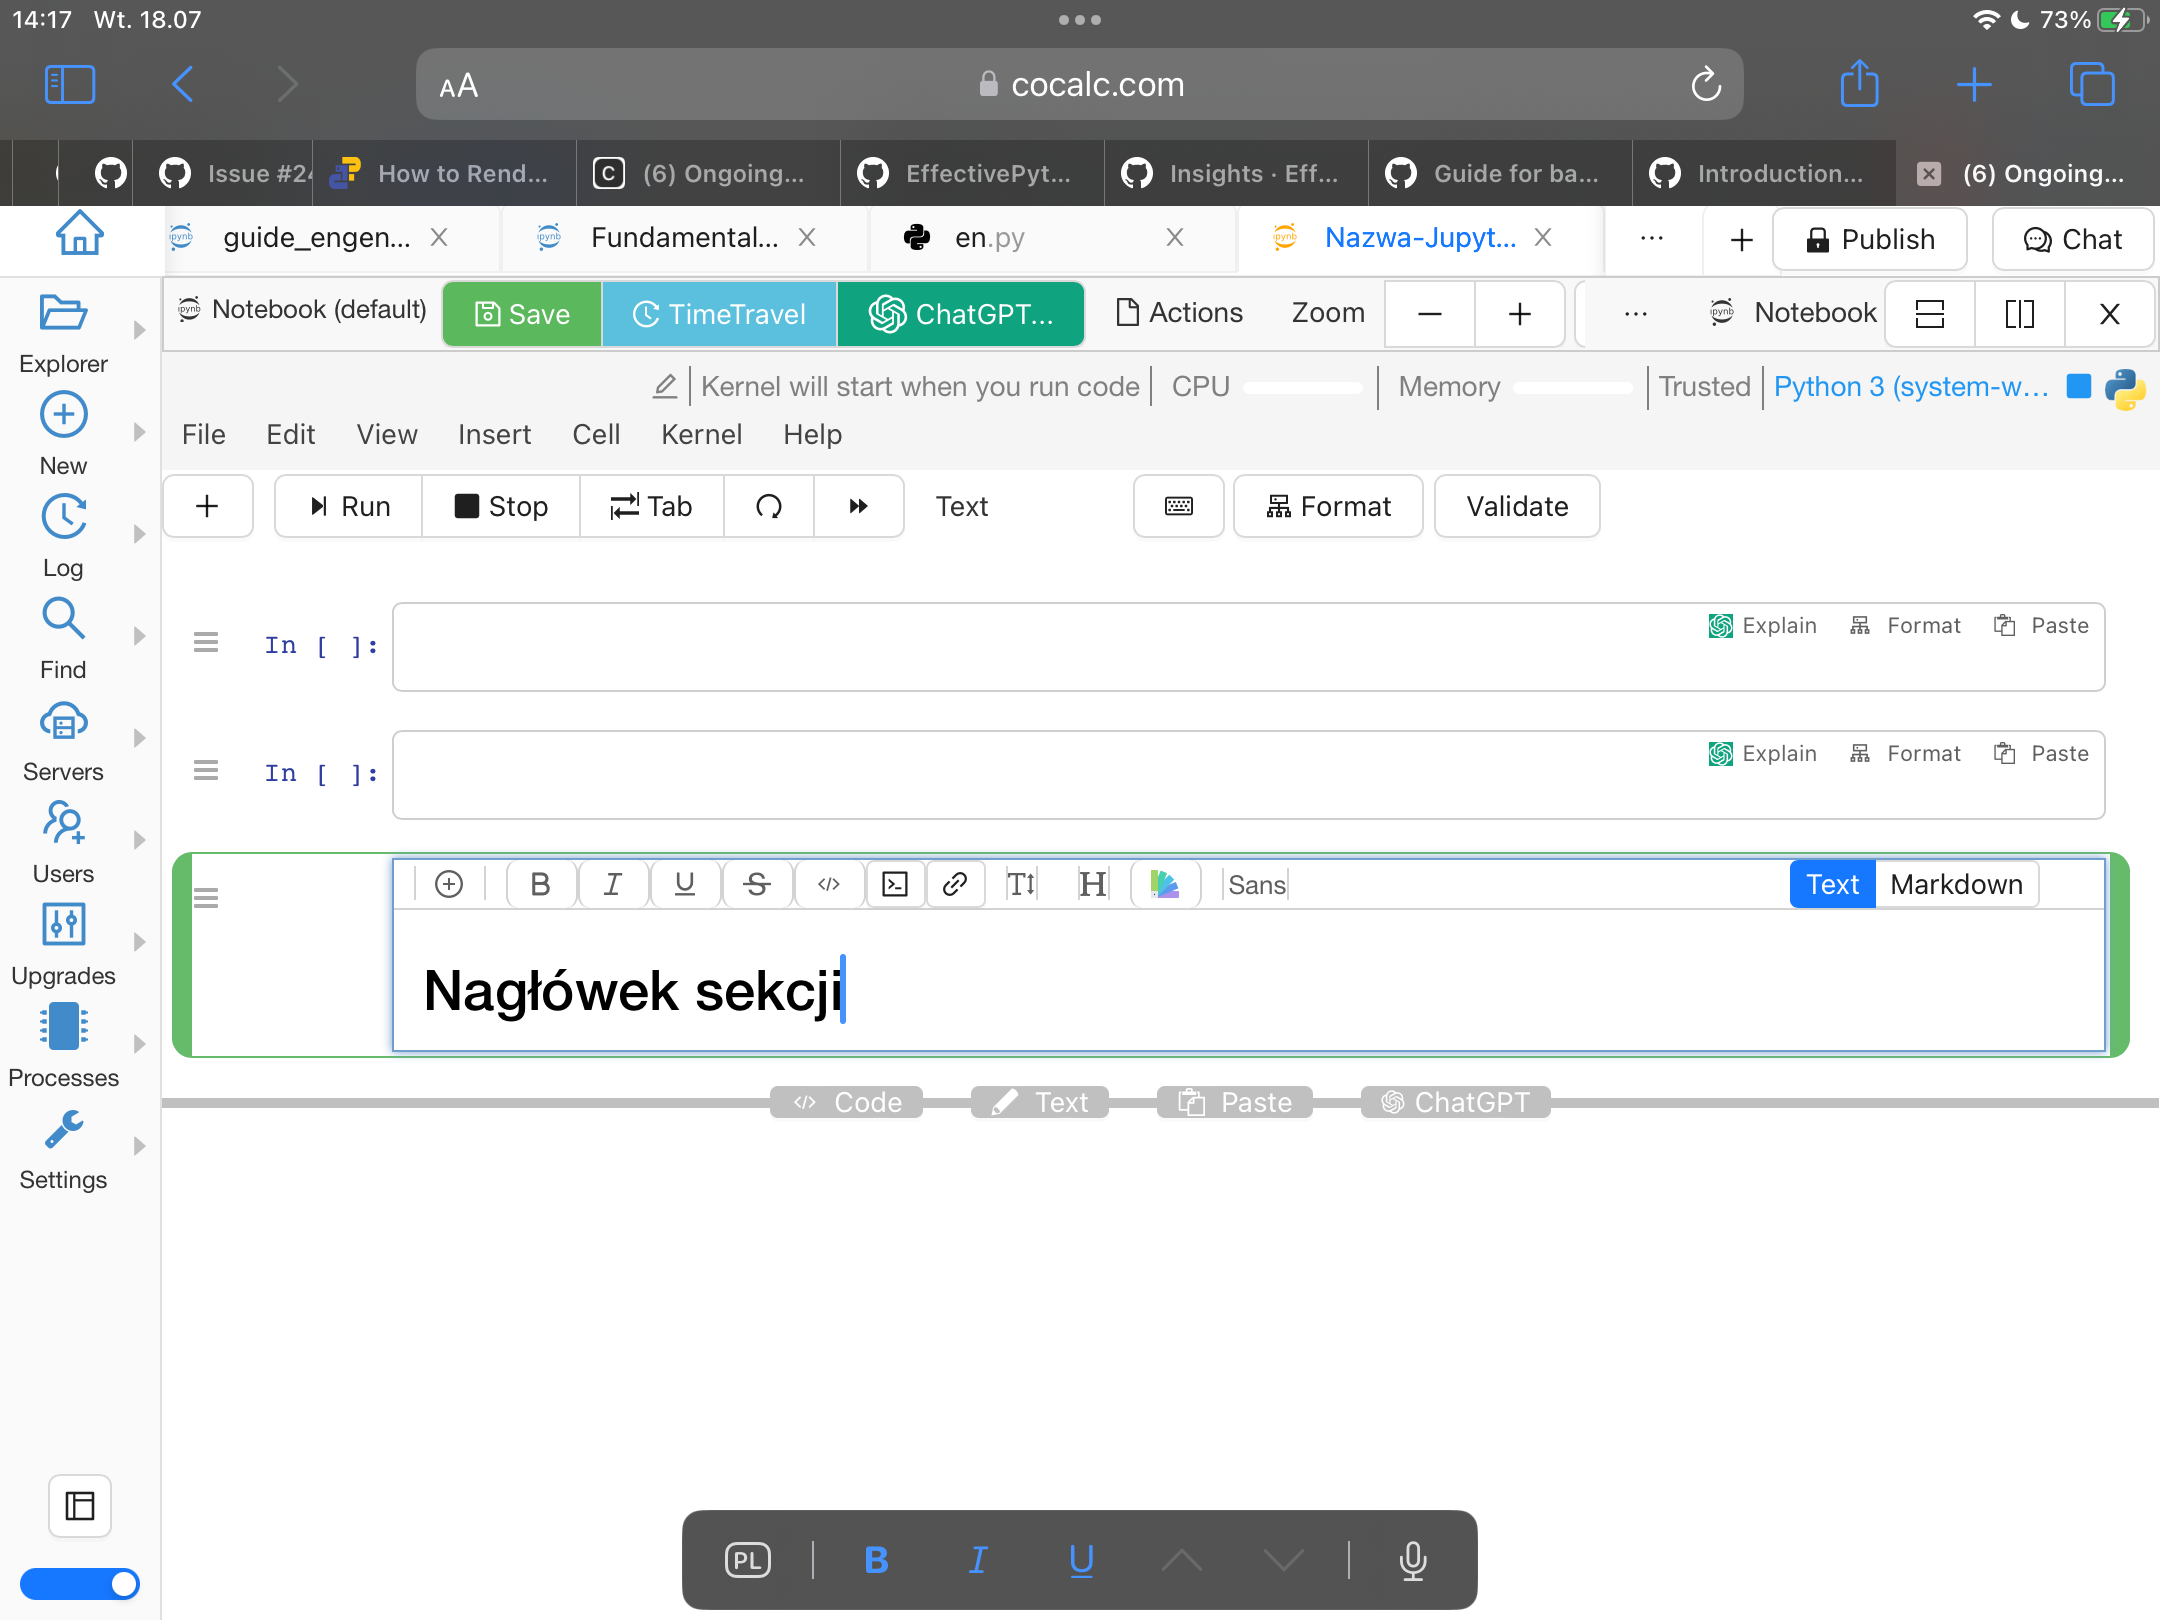 14:17 Wt. 18.07 73%
AA cocalc.com
Issue #24 How to Rend... (6) Ongoing... EffectivePyt... Insights · Eff... Guide for ba... Introduction... (6) Ongoing...
guide_engen... Fundamental... en.py Nazwa-Jupyt... ... Publish Chat
Notebook (default) Save TimeTravel ChatGPT... Actions Zoom ... Notebook
Kernel will start when you run code CPU Memory Trusted Python 3 (system-w...
File Edit View Insert Cell Kernel Help
Run Stop Tab Text Format Validate
Explorer
New
Log
Find
Servers
Users
Upgrades
Processes
Settings
In [ ]: Explain Format Paste
In [ ]: Explain Format Paste
B I U S </> T H Sans Text Markdown
Nagłówek sekcji
</> Code Text Paste ChatGPT
PL B I U